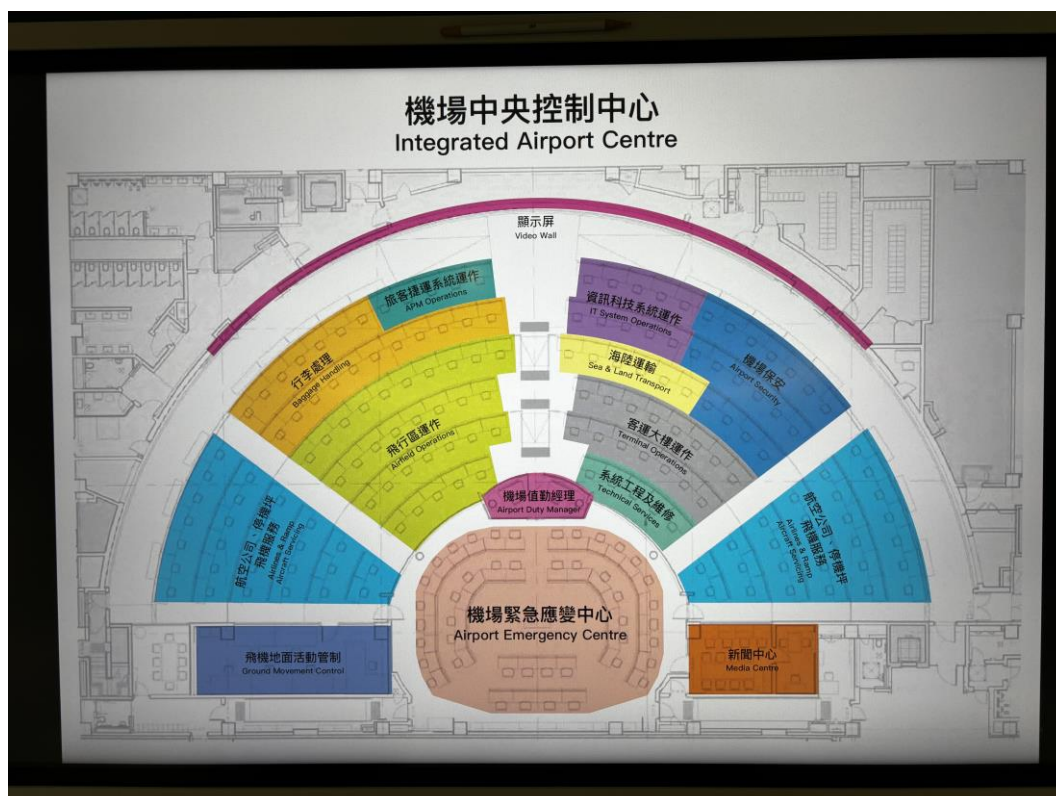 機場中央控制中心
Integrated Airport Centre
顯示屏
Video Wall
旅客捷運系統運作
APM Operations
資訊科技系統運作
IT System Operations
行李處理
Baggage Handling
海陸運輸
Sea & Land Transport
機場保安
Airport Security
飛行區運作
Airfield Operations
客運大樓運作
Terminal Operations
系統工程及維修
Technical Services
機場值勤經理
Airport Duty Manager
航空公司、停機坪
飛機服務
Airlines & Ramp
Aircraft Servicing
航空公司、停機坪
飛機服務
Airlines & Ramp
Aircraft Servicing
機場緊急應變中心
Airport Emergency Centre
飛機地面活動管制
Ground Movement Control
新聞中心
Media Centre